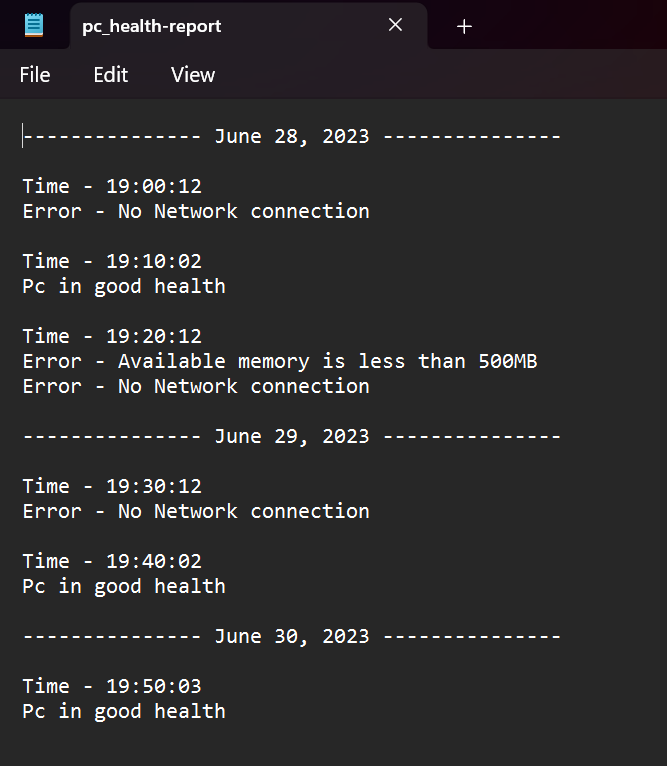 pc_health-report
File Edit View
--------------- June 28, 2023 ---------------
Time - 19:00:12
Error - No Network connection
Time - 19:10:02
Pc in good health
Time - 19:20:12
Error - Available memory is less than 500MB
Error - No Network connection
--------------- June 29, 2023 ---------------
Time - 19:30:12
Error - No Network connection
Time - 19:40:02
Pc in good health
--------------- June 30, 2023 ---------------
Time - 19:50:03
Pc in good health